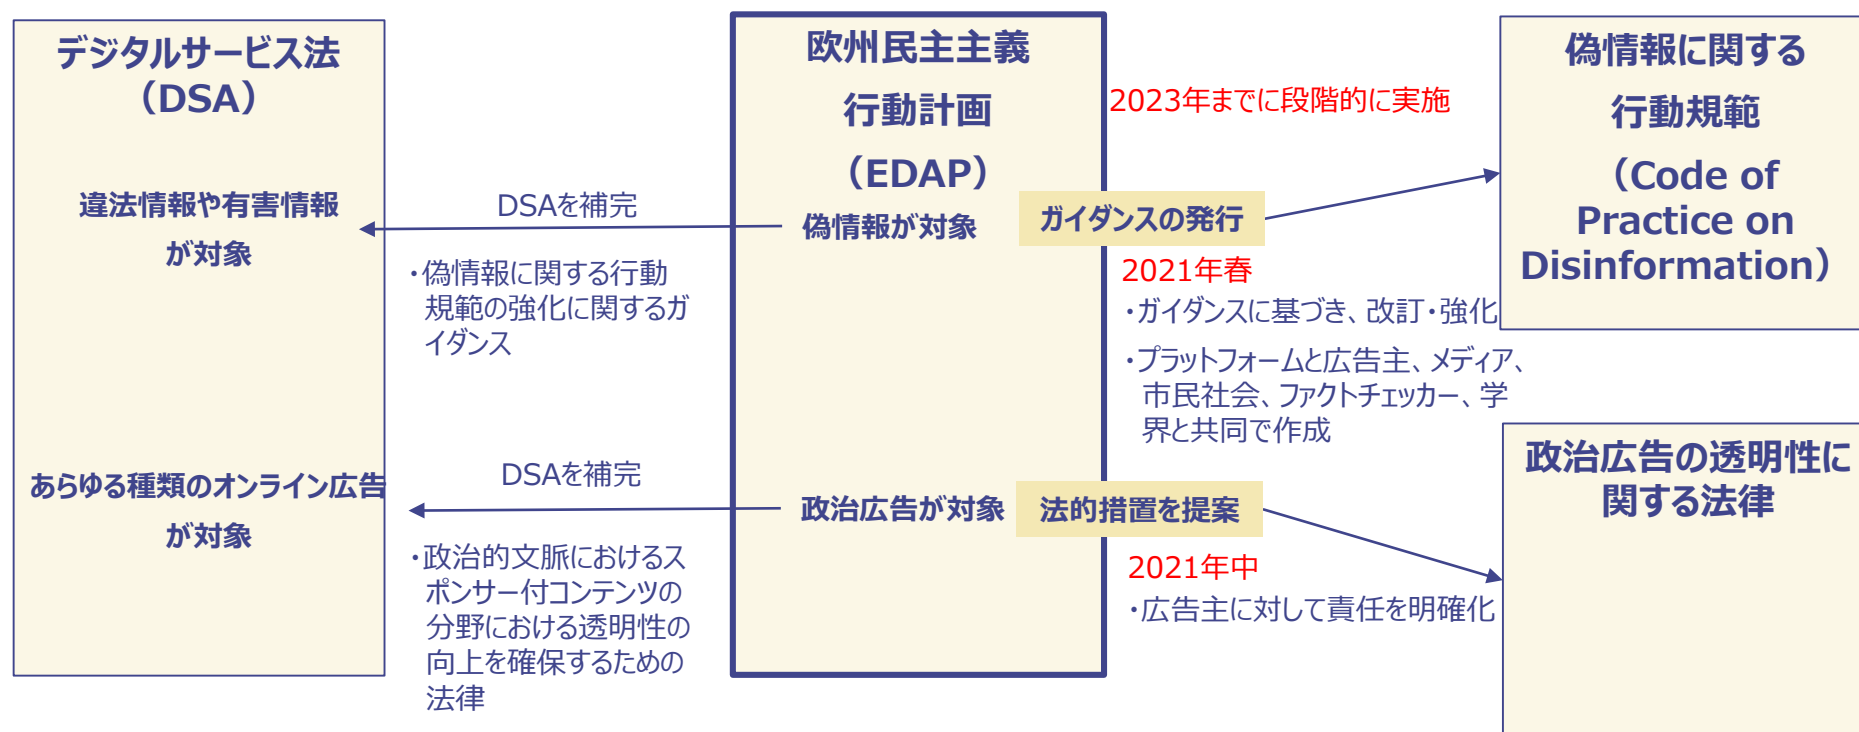 デジタルサービス法
（DSA）
違法情報や有害情報
が対象
あらゆる種類のオンライン広告
が対象
DSAを補完
・偽情報に関する行動
規範の強化に関するガ
イダンス
DSAを補完
・政治的文脈におけるス
ポンサー付コンテンツの
分野における透明性の
向上を確保するための
法律
欧州民主主義
行動計画
（EDAP）
偽情報が対象
政治広告が対象
2023年までに段階的に実施
ガイダンスの発行
2021年春
・ガイダンスに基づき、改訂・強化
・プラットフォームと広告主、メディア、
市民社会、ファクトチェッカー、学
界と共同で作成
法的措置を提案
2021年中
・広告主に対して責任を明確化
偽情報に関する
行動規範
（Code of
Practice on
Disinformation）
政治広告の透明性に
関する法律